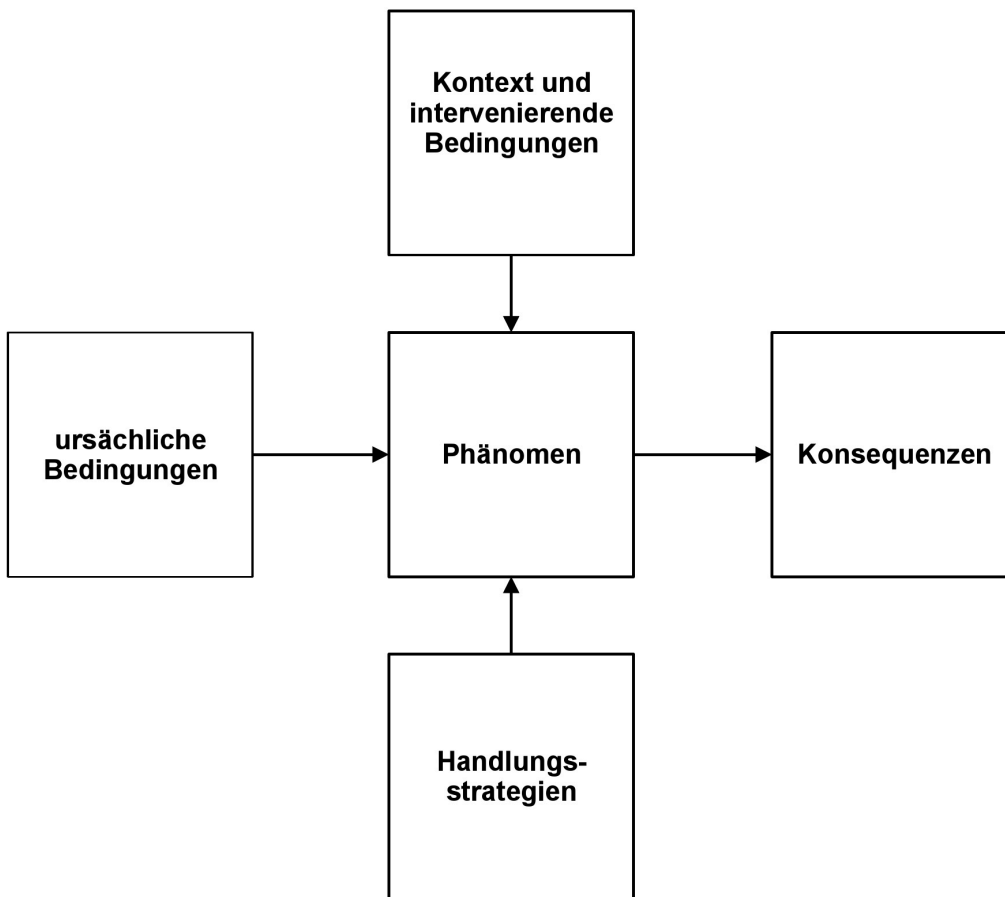 Kontext und
intervenierende
Bedingungen
ursächliche
Bedingungen
Phänomen
Konsequenzen
Handlungs-
strategien